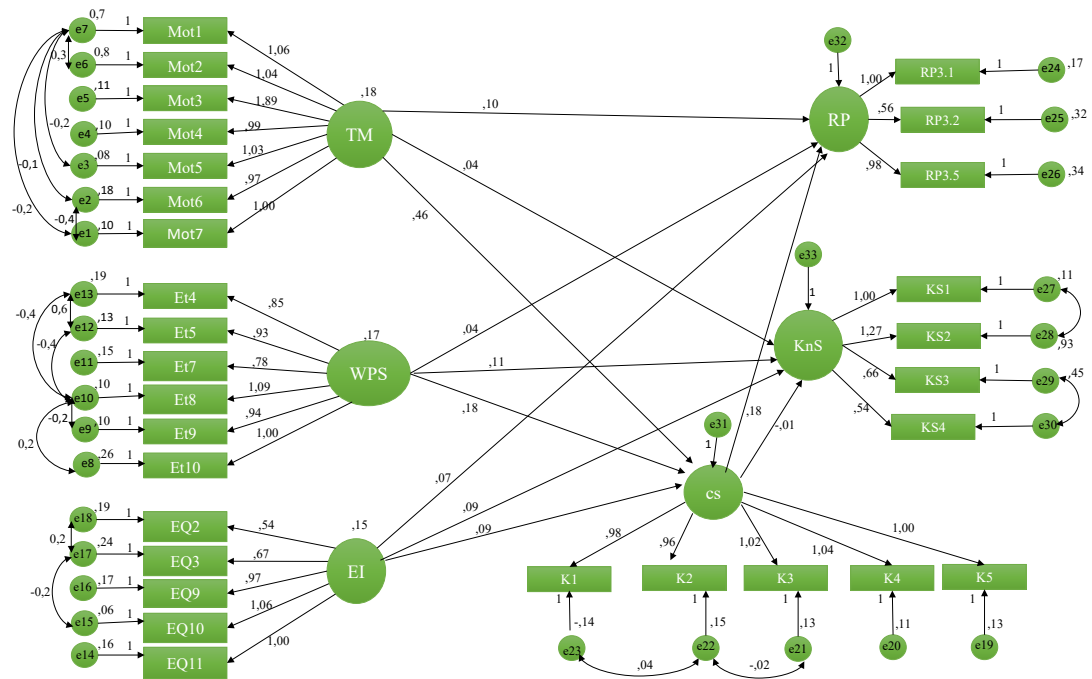 e7 0,7 1 Mot1
0,3
e6 0,8 1 Mot2
e5 ,11 1 Mot3
-0,2
e4 ,10 1 Mot4
-0,1
e3 ,08 1 Mot5
-0,2
e2 ,18 1 Mot6
-0,4
e1 ,10 1 Mot7
1,06
1,04
1,89
,99
1,03
,97
1,00
,18
TM
,10
,04
,46
e13 ,19 1 Et4
0,6
-0,4
e12 ,13 1 Et5
-0,4
e11 ,15 1 Et7
e10 ,10 1 Et8
-0,2
e9 ,10 1 Et9
0,2
e8 ,26 1 Et10
,85
,93
,78
1,09
,94
1,00
,17
WPS
,04
,11
,18
e18 ,19 1 EQ2
0,2
e17 ,24 1 EQ3
-0,2
e16 ,17 1 EQ9
e15 ,06 1 EQ10
e14 ,16 1 EQ11
,54
,67
,97
1,06
1,00
,15
EI
,07
,09
,09
e32
1
RP
1,00
,56
,98
RP3.1 1 e24 ,17
RP3.2 1 e25 ,32
RP3.5 1 e26 ,34
e33
1
KnS
1,00
1,27
,66
,54
KS1 1 e27 ,11
KS2 1 e28 ,93
KS3 1 e29 ,45
KS4 1 e30
,18
-,01
e31
1
cs
,98
,96
1,02
1,04
1,00
K1 K2 K3 K4 K5
1 1 1 1 1
-,14 ,15 ,13 ,11 ,13
e23 e22 e21 e20 e19
,04 -,02